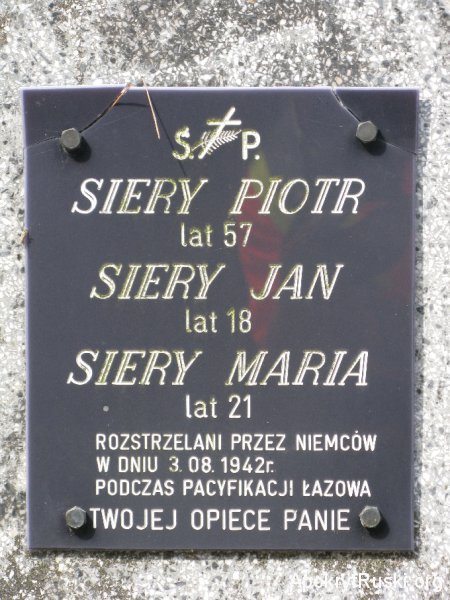 Ś. P.
SIERY PIOTR
lat 57
SIERY JAN
lat 18
SIERY MARIA
lat 21
ROZSTRZELANI PRZEZ NIEMCÓW
W DNIU 3.08.1942r.
PODCZAS PACYFIKACJI ŁAZOWA
TWOJEJ OPIECE PANIE
ApokryfRuski.org